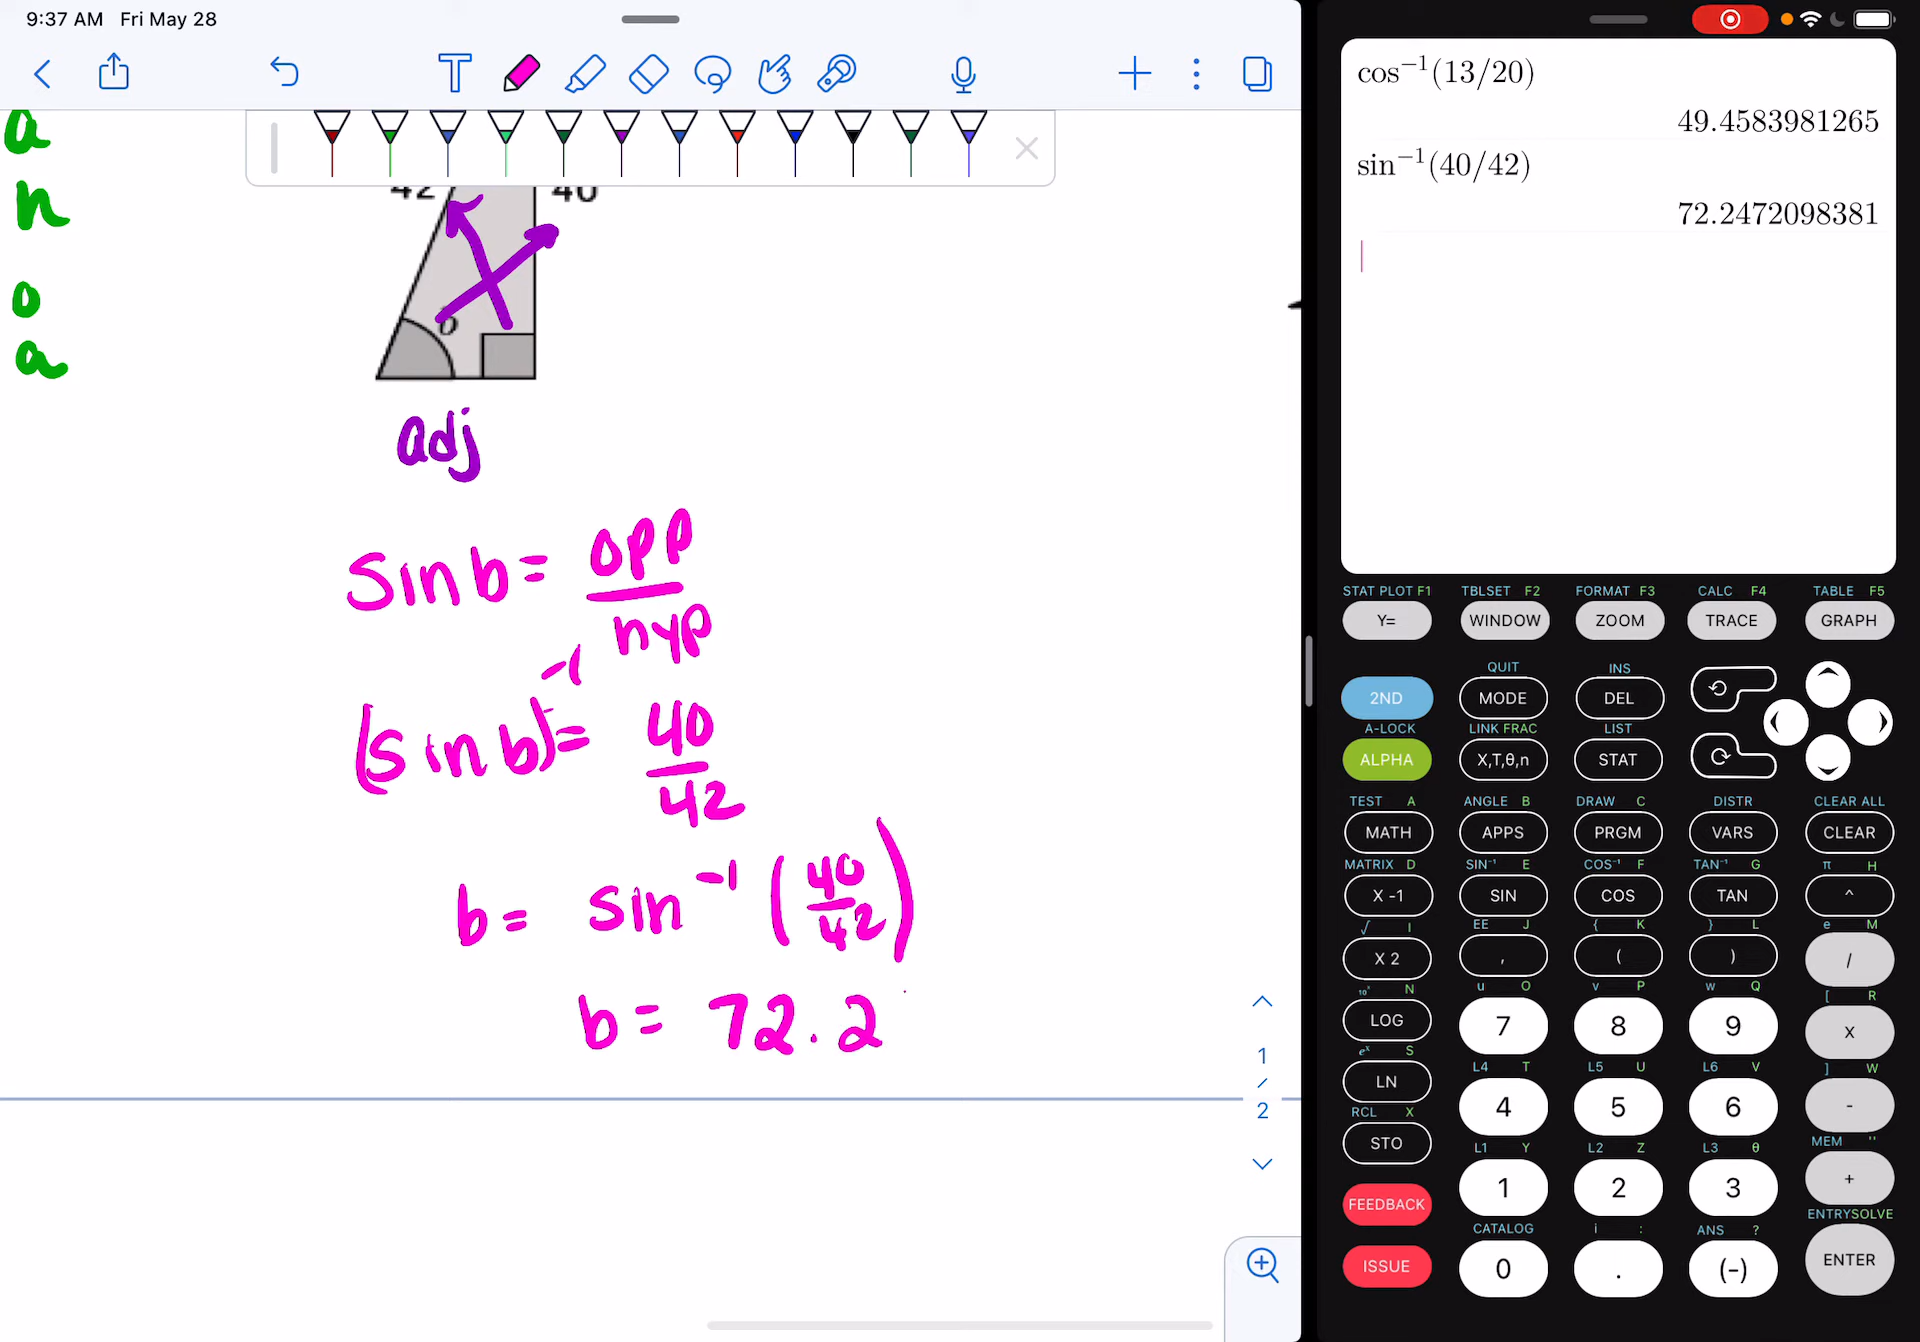 9:37 AM Fri May 28
a
h
o
a
42 40
b
adj
sin b = opp
hyp
(sin b)⁻¹ = 40
42
b = sin⁻¹ (40/42)
b = 72.2
1
/
2
cos⁻¹(13/20)
49.4583981265
sin⁻¹(40/42)
72.2472098381
STAT PLOT F1 TBLSET F2 FORMAT F3 CALC F4 TABLE F5
Y= WINDOW ZOOM TRACE GRAPH
QUIT INS
2ND MODE DEL
A-LOCK LINK FRAC LIST
ALPHA X,T,θ,n STAT
TEST A ANGLE B DRAW C DISTR CLEAR ALL
MATH APPS PRGM VARS CLEAR
MATRIX D SIN⁻¹ E COS⁻¹ F TAN⁻¹ G π H
X -1 SIN COS TAN ^
√ I EE J { K } L e M
X 2 , ( ) /
10ˣ N u O v P w Q [ R
LOG 7 8 9 X
eˣ S L4 T L5 U L6 V ] W
LN 4 5 6 -
RCL X L1 Y L2 Z L3 θ MEM ''
STO 1 2 3 +
FEEDBACK CATALOG i : ANS ? ENTRY SOLVE
ISSUE 0 . (-) ENTER